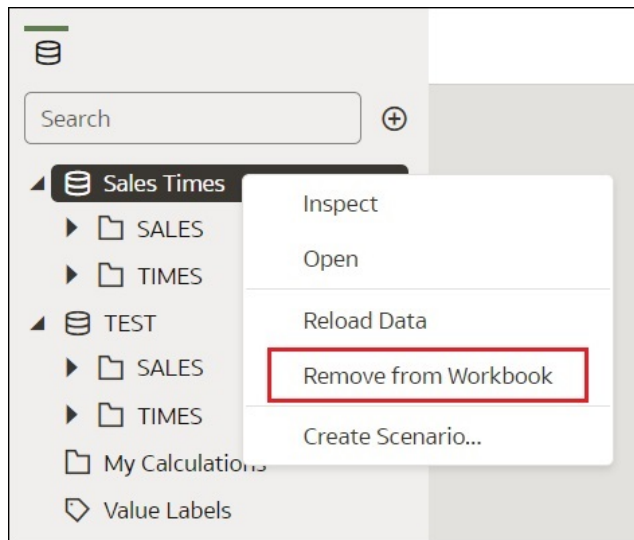 Search
Sales Times
SALES
TIMES
TEST
SALES
TIMES
My Calculations
Value Labels
Inspect
Open
Reload Data
Remove from Workbook
Create Scenario...